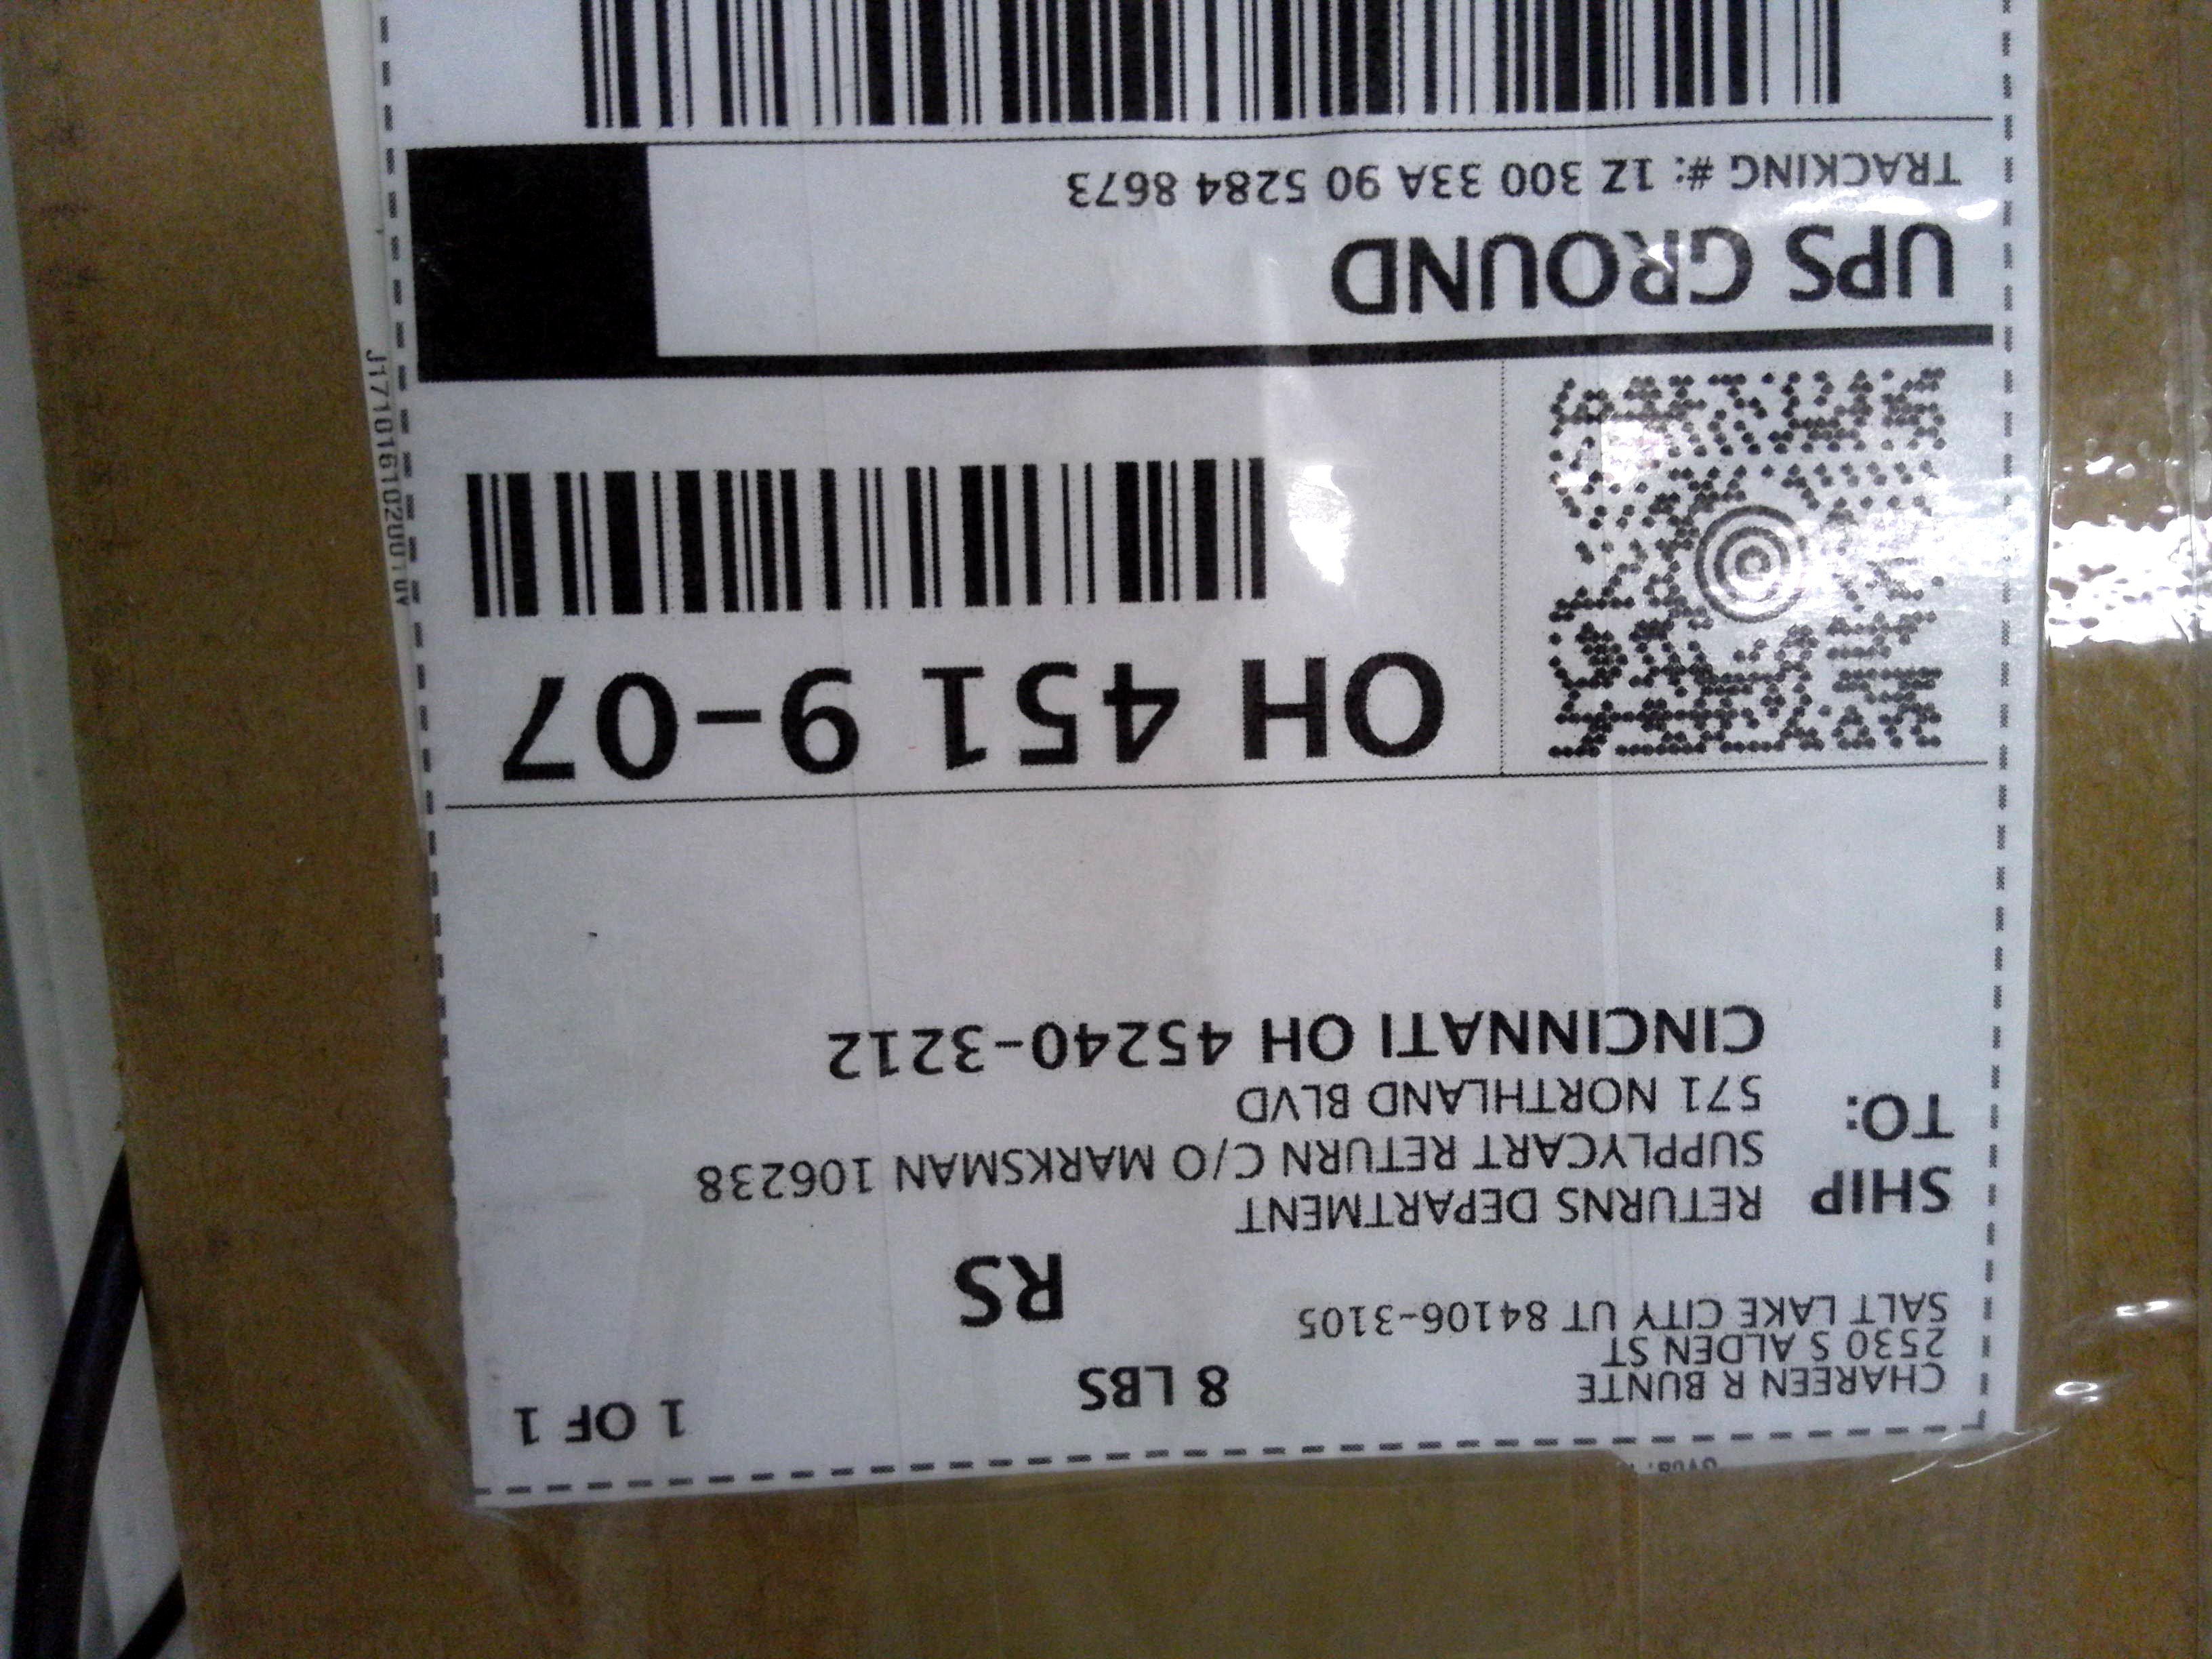 CHAREEN R BUNTE
2530 S ALDEN ST
SALT LAKE CITY UT 84106-3105
8 LBS
1 OF 1
RS
SHIP
TO:
RETURNS DEPARTMENT
SUPPLYCART RETURN C/O MARKSMAN 106238
571 NORTHLAND BLVD
CINCINNATI OH 45240-3212
OH 451 9-07
UPS GROUND
TRACKING #: 1Z 300 33A 90 5284 8673